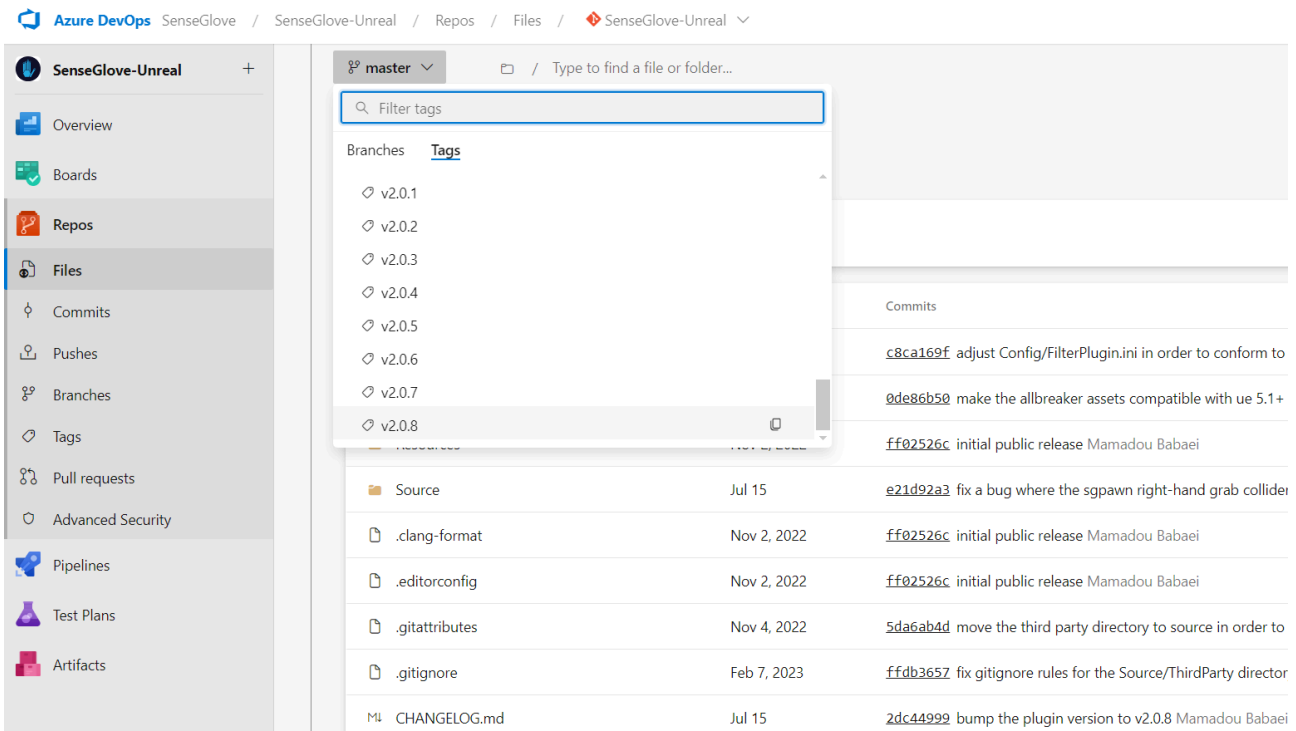 Azure DevOps SenseGlove / SenseGlove-Unreal / Repos / Files / SenseGlove-Unreal
SenseGlove-Unreal +
master / Type to find a file or folder...
Filter tags
Overview
Branches Tags
Boards
v2.0.1
Repos
v2.0.2
Files
v2.0.3
Commits
v2.0.4
Commits
Pushes
v2.0.5
c8ca169f adjust Config/FilterPlugin.ini in order to conform to
Branches
v2.0.6
0de86b50 make the allbreaker assets compatible with ue 5.1+
Tags
v2.0.7
v2.0.8
ff02526c initial public release Mamadou Babaei
Pull requests
Source Jul 15 e21d92a3 fix a bug where the sgpawn right-hand grab collider
Advanced Security
.clang-format Nov 2, 2022 ff02526c initial public release Mamadou Babaei
Pipelines
.editorconfig Nov 2, 2022 ff02526c initial public release Mamadou Babaei
Test Plans
.gitattributes Nov 4, 2022 5da6ab4d move the third party directory to source in order to
Artifacts
.gitignore Feb 7, 2023 ffdb3657 fix gitignore rules for the Source/ThirdParty director
CHANGELOG.md Jul 15 2dc44999 bump the plugin version to v2.0.8 Mamadou Babaei